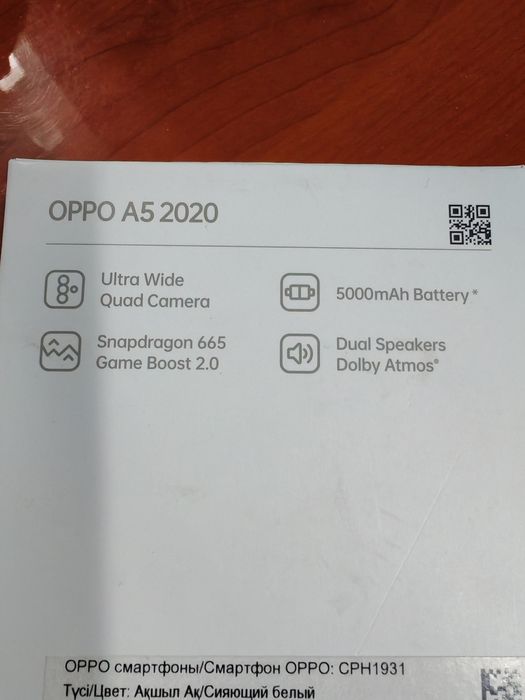 OPPO A5 2020
Ultra Wide
Quad Camera
5000mAh Battery*
Snapdragon 665
Game Boost 2.0
Dual Speakers
Dolby Atmos®
OPPO смартфоны/Смартфон OPPO: CPH1931
Түсі/Цвет: Ақшыл Ақ/Сияющий белый